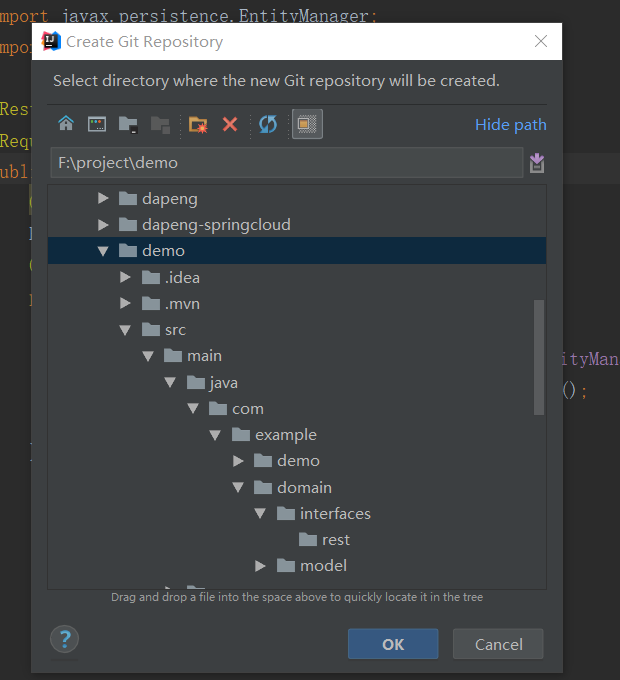 mport javax.persistence.EntityManager;
Create Git Repository
mpor
Select directory where the new Git repository will be created.
Res
Hide path
Requ
F:\project\demo
ubl
dapeng
dapeng-springcloud
demo
.idea
.mvn
src
main
ityMan
java
();
com
example
demo
domain
interfaces
rest
model
Drag and drop a file into the space above to quickly locate it in the tree
?
OK
Cancel